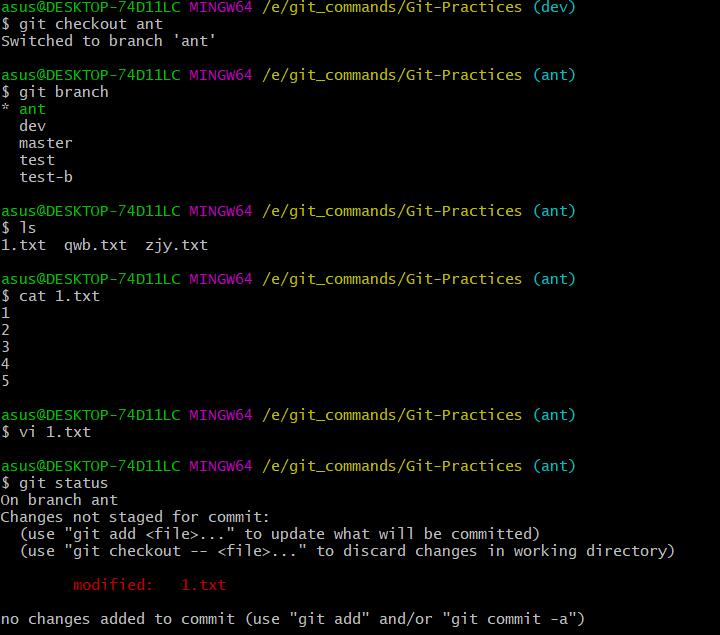 asus@DESKTOP-74D11LC MINGW64 /e/git_commands/Git-Practices (dev)
$ git checkout ant
Switched to branch 'ant'
asus@DESKTOP-74D11LC MINGW64 /e/git_commands/Git-Practices (ant)
$ git branch
* ant
  dev
  master
  test
  test-b
asus@DESKTOP-74D11LC MINGW64 /e/git_commands/Git-Practices (ant)
$ ls
1.txt  qwb.txt  zjy.txt
asus@DESKTOP-74D11LC MINGW64 /e/git_commands/Git-Practices (ant)
$ cat 1.txt
1
2
3
4
5
asus@DESKTOP-74D11LC MINGW64 /e/git_commands/Git-Practices (ant)
$ vi 1.txt
asus@DESKTOP-74D11LC MINGW64 /e/git_commands/Git-Practices (ant)
$ git status
On branch ant
Changes not staged for commit:
  (use "git add <file>..." to update what will be committed)
  (use "git checkout -- <file>..." to discard changes in working directory)
        modified:   1.txt
no changes added to commit (use "git add" and/or "git commit -a")